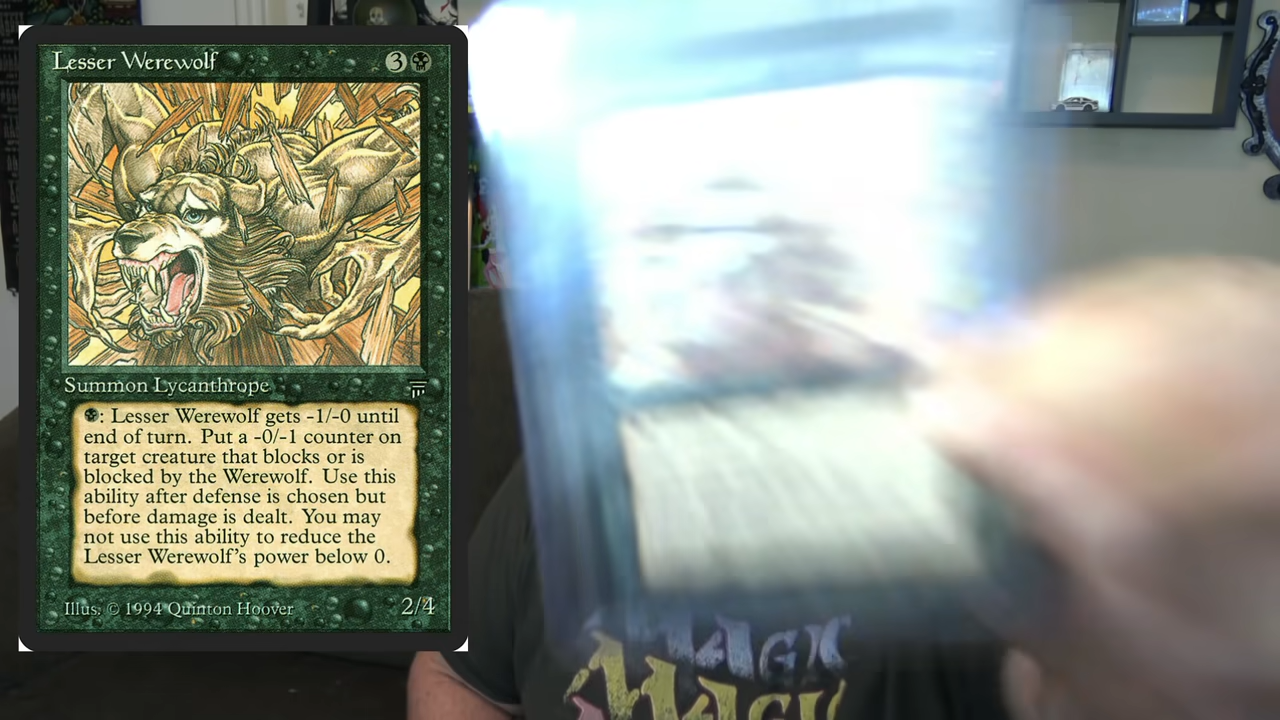 Lesser Werewolf 3
Summon Lycanthrope
: Lesser Werewolf gets -1/-0 until
end of turn. Put a -0/-1 counter on
target creature that blocks or is
blocked by the Werewolf. Use this
ability after defense is chosen but
before damage is dealt. You may
not use this ability to reduce the
Lesser Werewolf's power below 0.
Illus. © 1994 Quinton Hoover 2/4
MAGIC
MAGIC